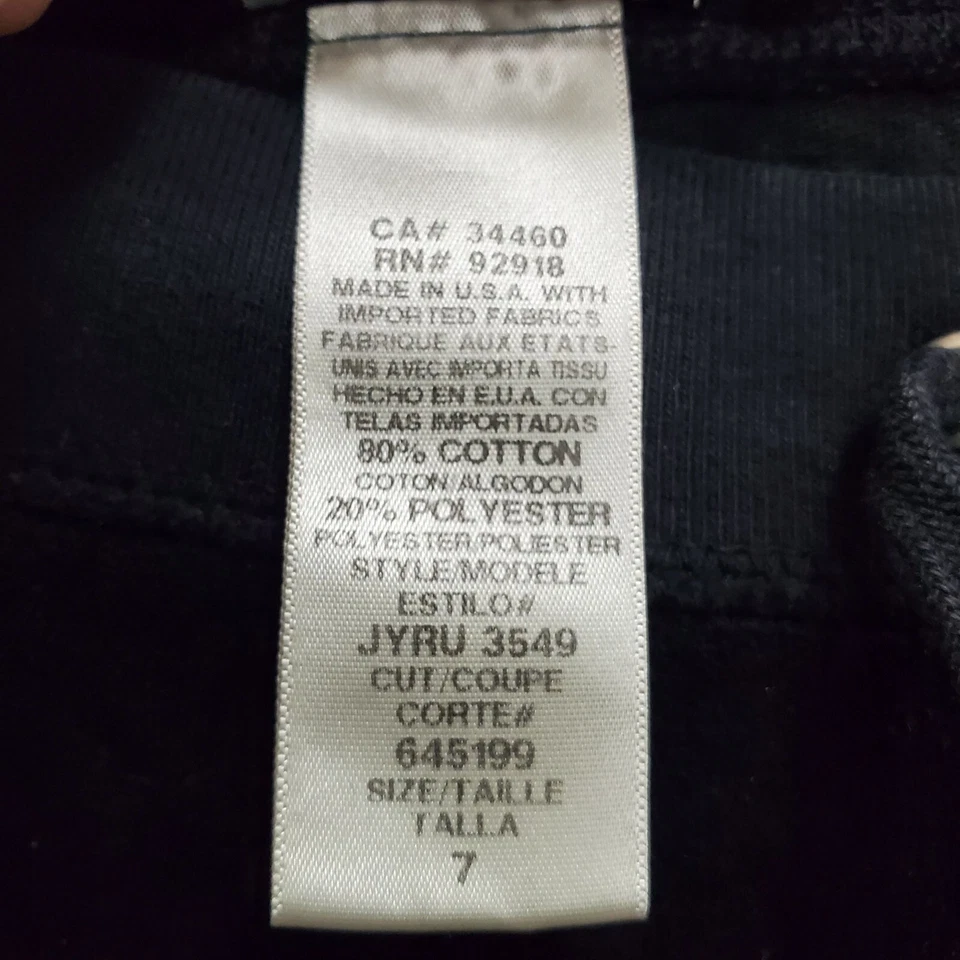 CA# 34460
RN# 92918
MADE IN U.S.A. WITH
IMPORTED FABRICS
FABRIQUE AUX ETATS-
UNIS AVEC IMPORTA TISSU
HECHO EN E.U.A. CON
TELAS IMPORTADAS
80% COTTON
COTON ALGODON
20% POLYESTER
POLYESTER/POLIESTER
STYLE/MODELE
ESTILO#
JYRU 3549
CUT/COUPE
CORTE#
645199
SIZE/TAILLE
TALLA
7